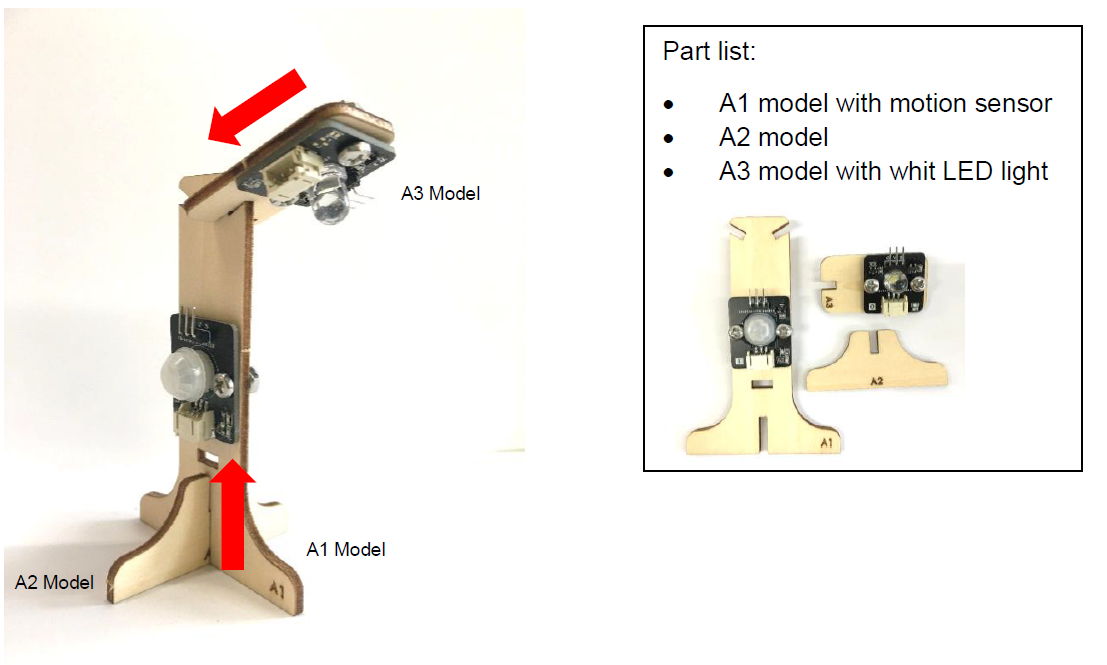 A3 Model
A1 Model
A2 Model
A1
Part list:
• A1 model with motion sensor
• A2 model
• A3 model with whit LED light
A3
A2
A1